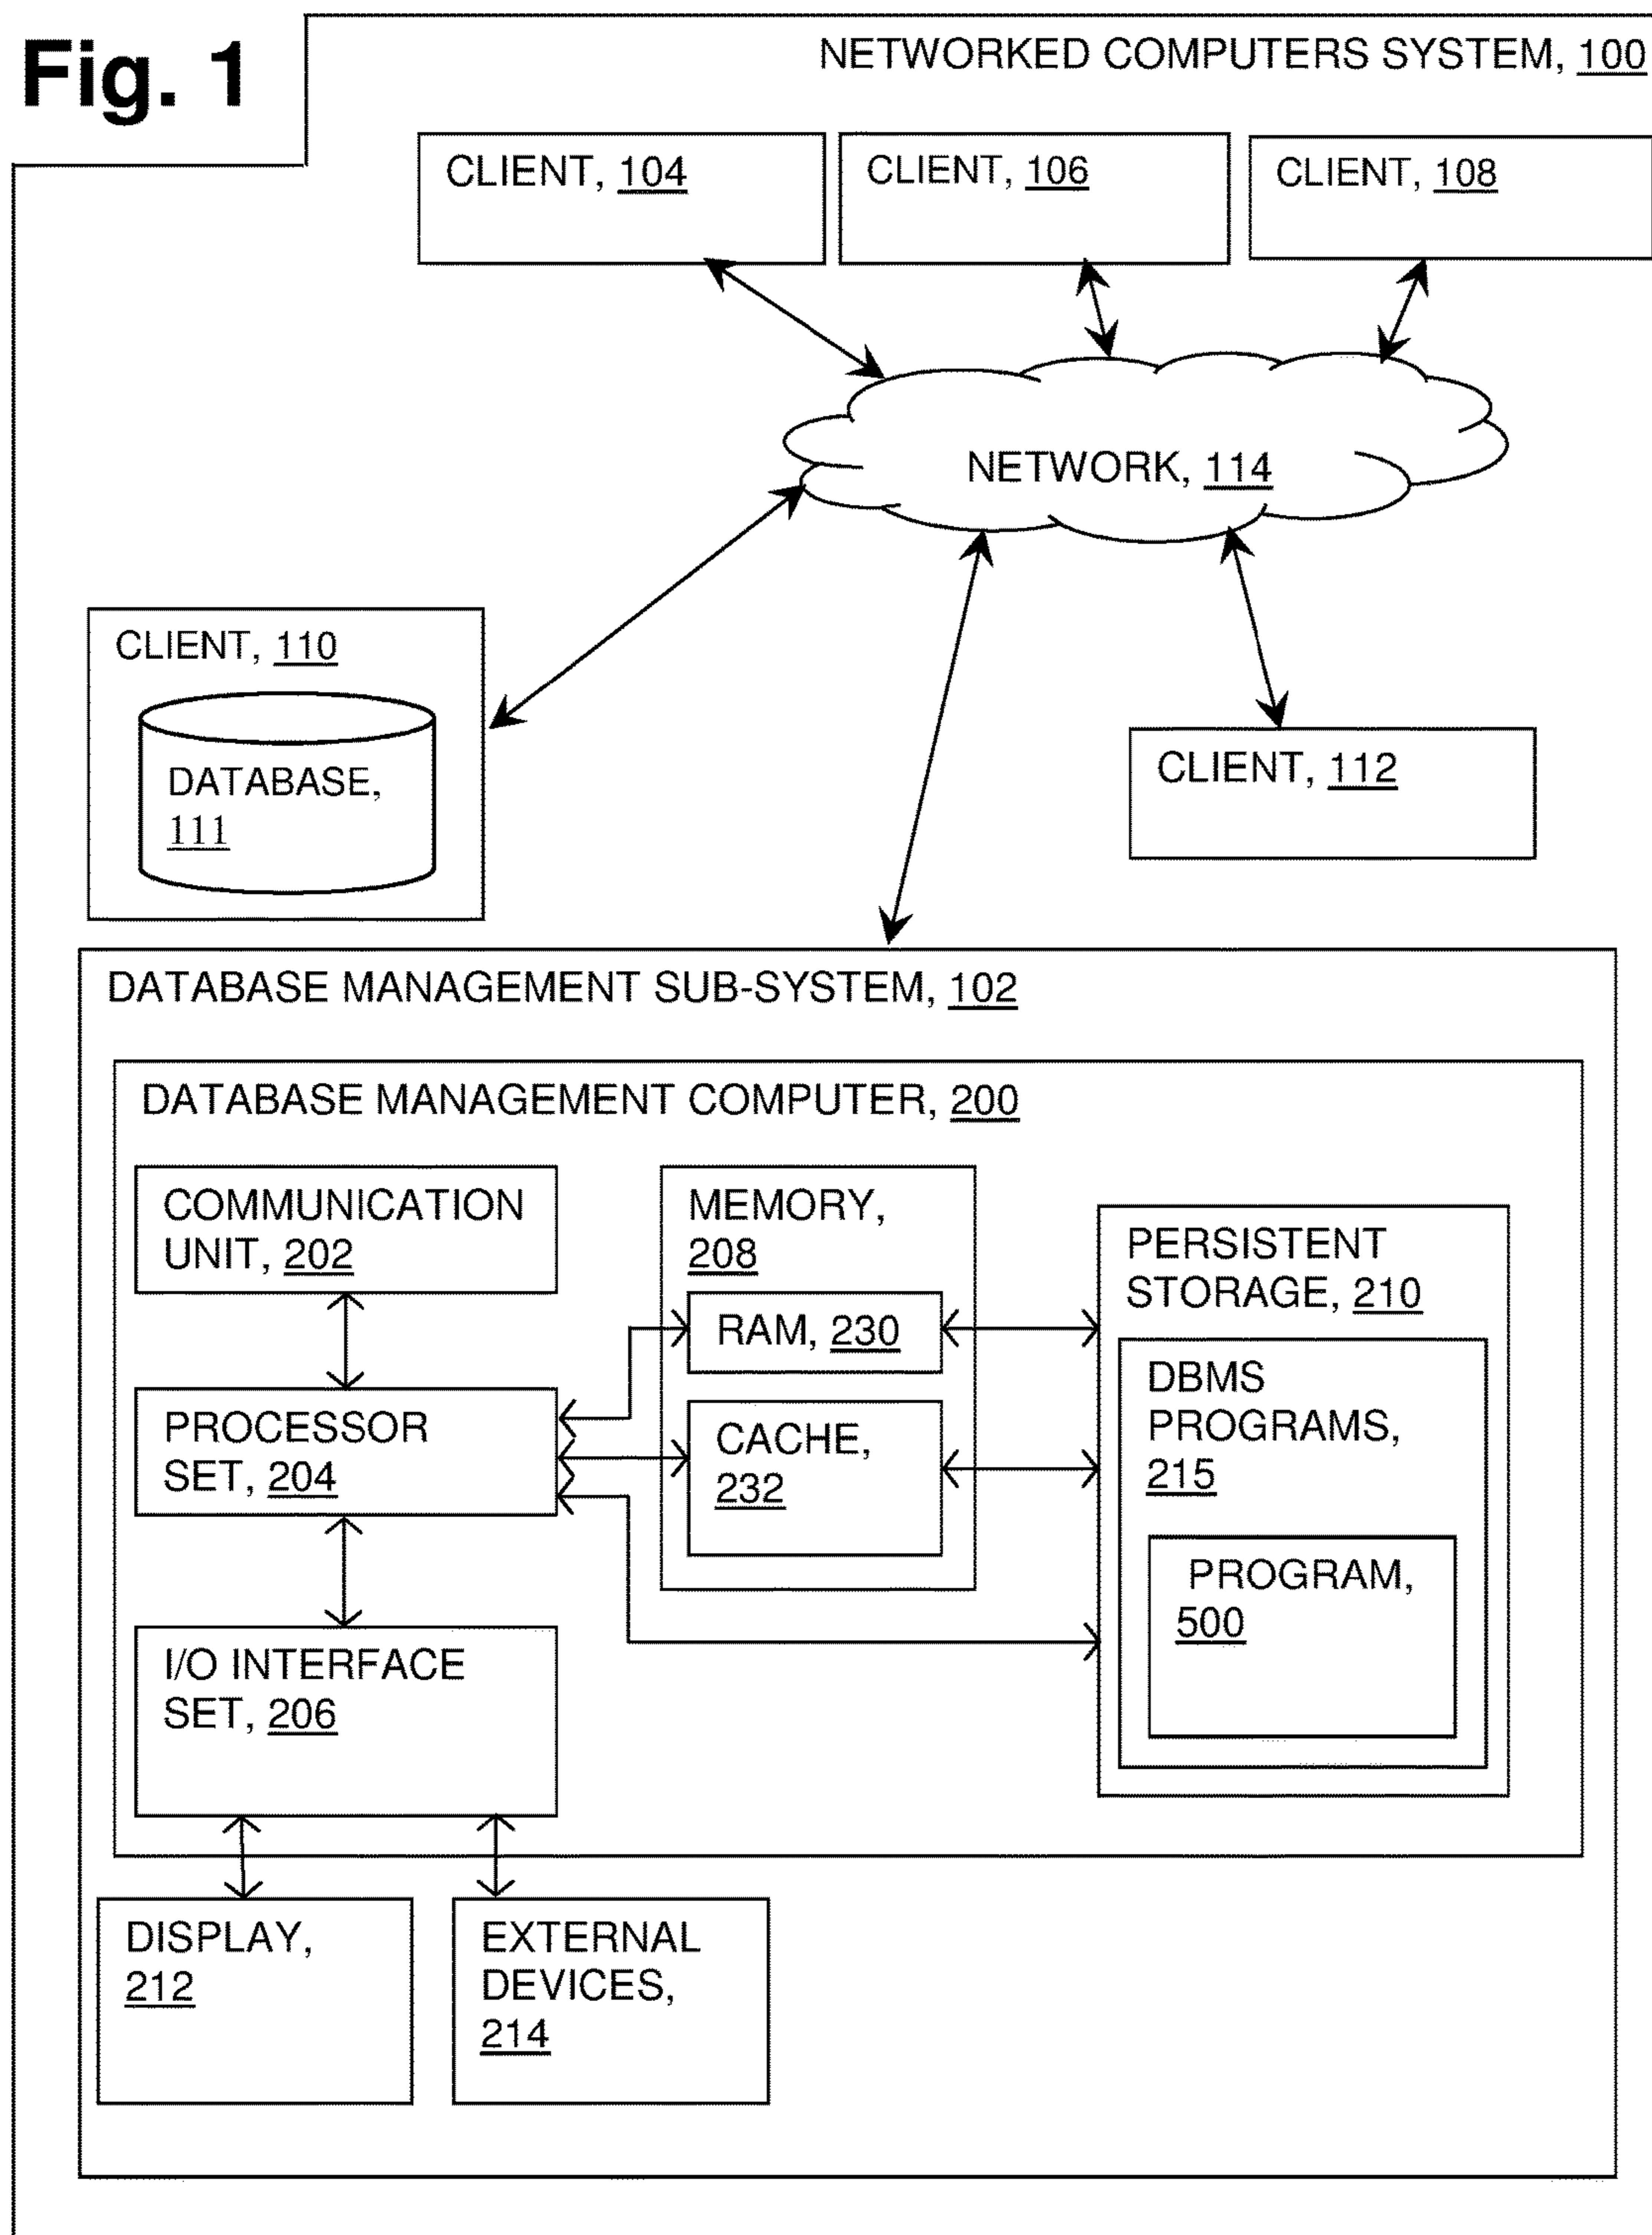 Fig. 1
NETWORKED COMPUTERS SYSTEM, 100
CLIENT, 104
CLIENT, 106
CLIENT, 108
NETWORK, 114
CLIENT, 110
DATABASE,
111
CLIENT, 112
DATABASE MANAGEMENT SUB-SYSTEM, 102
DATABASE MANAGEMENT COMPUTER, 200
COMMUNICATION
UNIT, 202
MEMORY,
208
RAM, 230
CACHE,
232
PERSISTENT
STORAGE, 210
DBMS
PROGRAMS,
215
PROGRAM,
500
PROCESSOR
SET, 204
I/O INTERFACE
SET, 206
DISPLAY,
212
EXTERNAL
DEVICES,
214